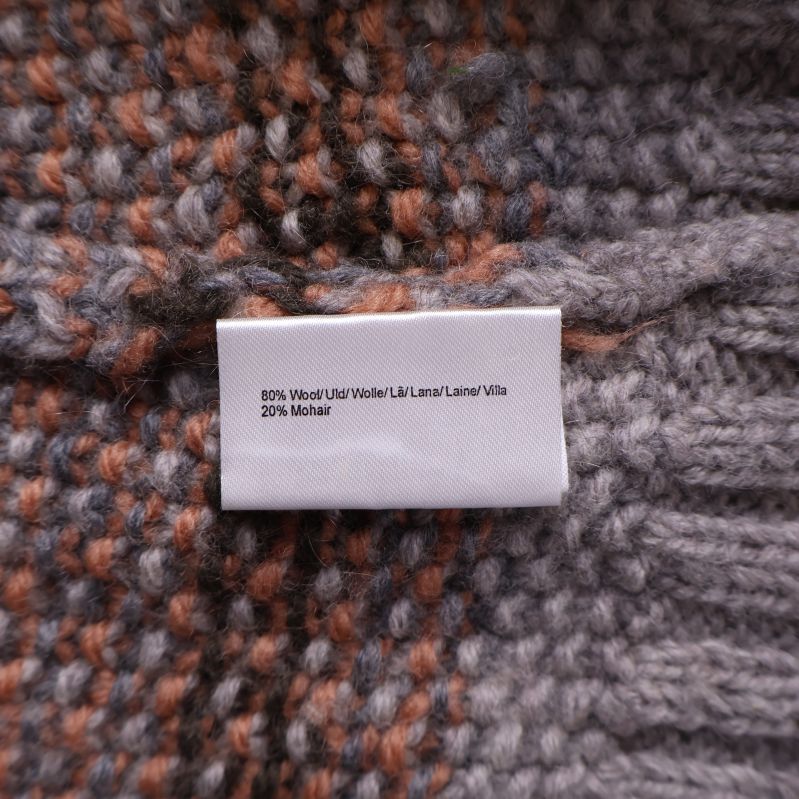 80% Wool/ Uld/ Wolle/ Lã/ Lana/ Laine/ Villa
20% Mohair